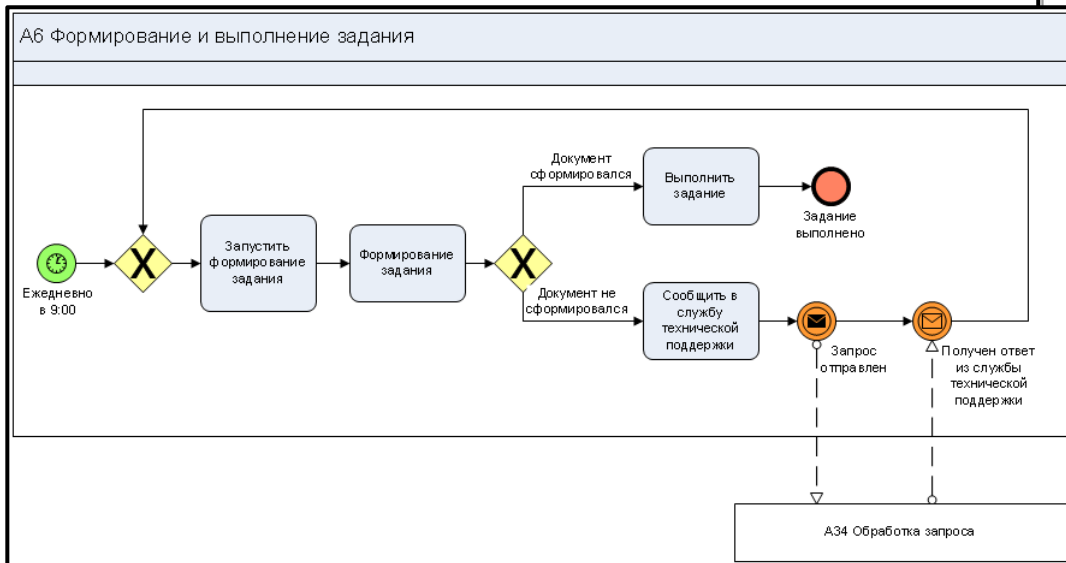 А6 Формирование и выполнение задания
Документ
сформировался
Выполнить
задание
Задание
выполнено
Ежедневно
в 9:00
Запустить
формирование
задания
Формирование
задания
Документ не
сформировался
Сообщить в
службу
технической
поддержки
Запрос
отправлен
Получен ответ
из службы
технической
поддержки
А34 Обработка запроса